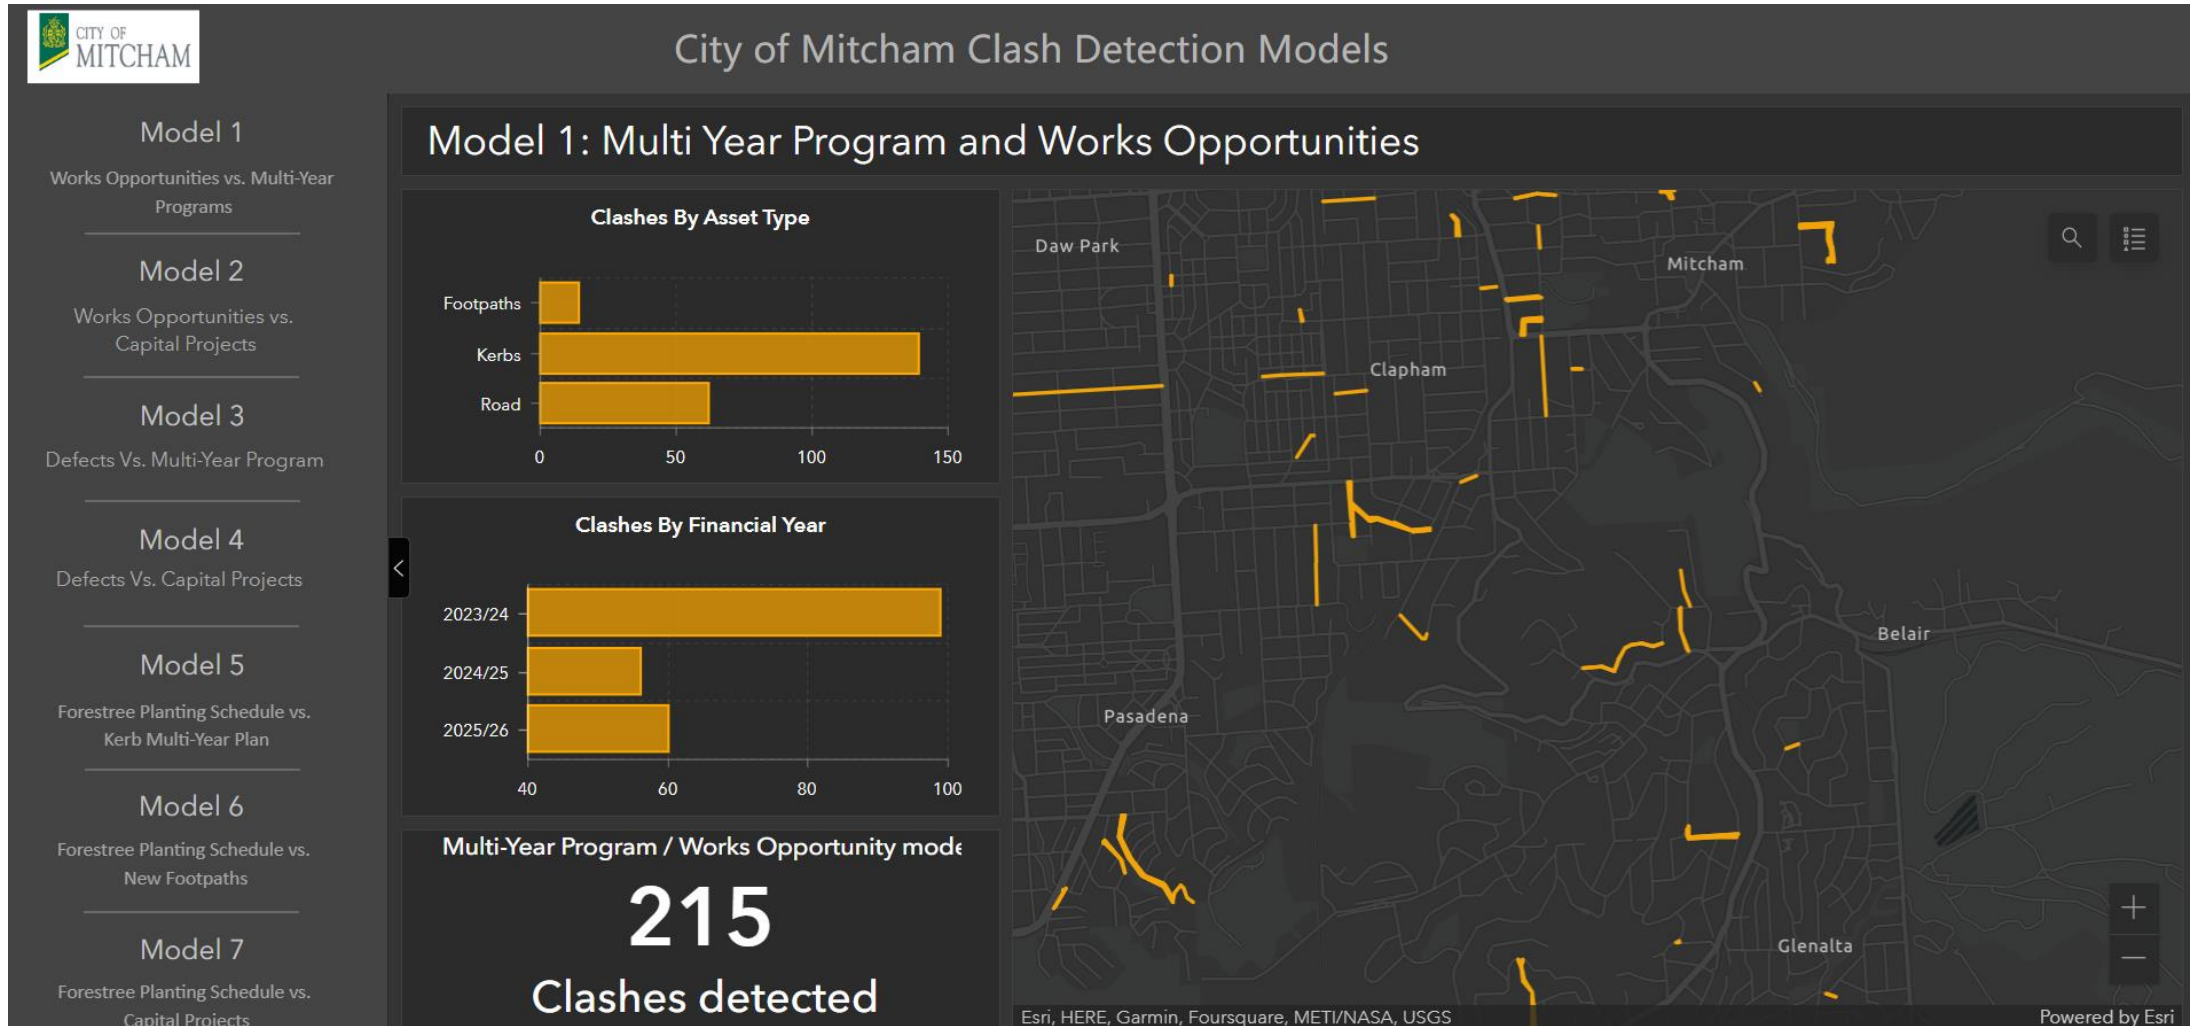 CITY OF
MITCHAM
City of Mitcham Clash Detection Models
Model 1
Works Opportunities vs. Multi-Year
Programs
Model 2
Works Opportunities vs.
Capital Projects
Model 3
Defects Vs. Multi-Year Program
Model 4
Defects Vs. Capital Projects
Model 5
Forestree Planting Schedule vs.
Kerb Multi-Year Plan
Model 6
Forestree Planting Schedule vs.
New Footpaths
Model 7
Forestree Planting Schedule vs.
Capital Projects
Model 1: Multi Year Program and Works Opportunities
Clashes By Asset Type
Footpaths
Kerbs
Road
0 50 100 150
Clashes By Financial Year
2023/24
2024/25
2025/26
40 60 80 100
Multi-Year Program / Works Opportunity mode
215
Clashes detected
Daw Park
Mitcham
Clapham
Belair
Pasadena
Glenalta
Esri, HERE, Garmin, Foursquare, METI/NASA, USGS
Powered by Esri